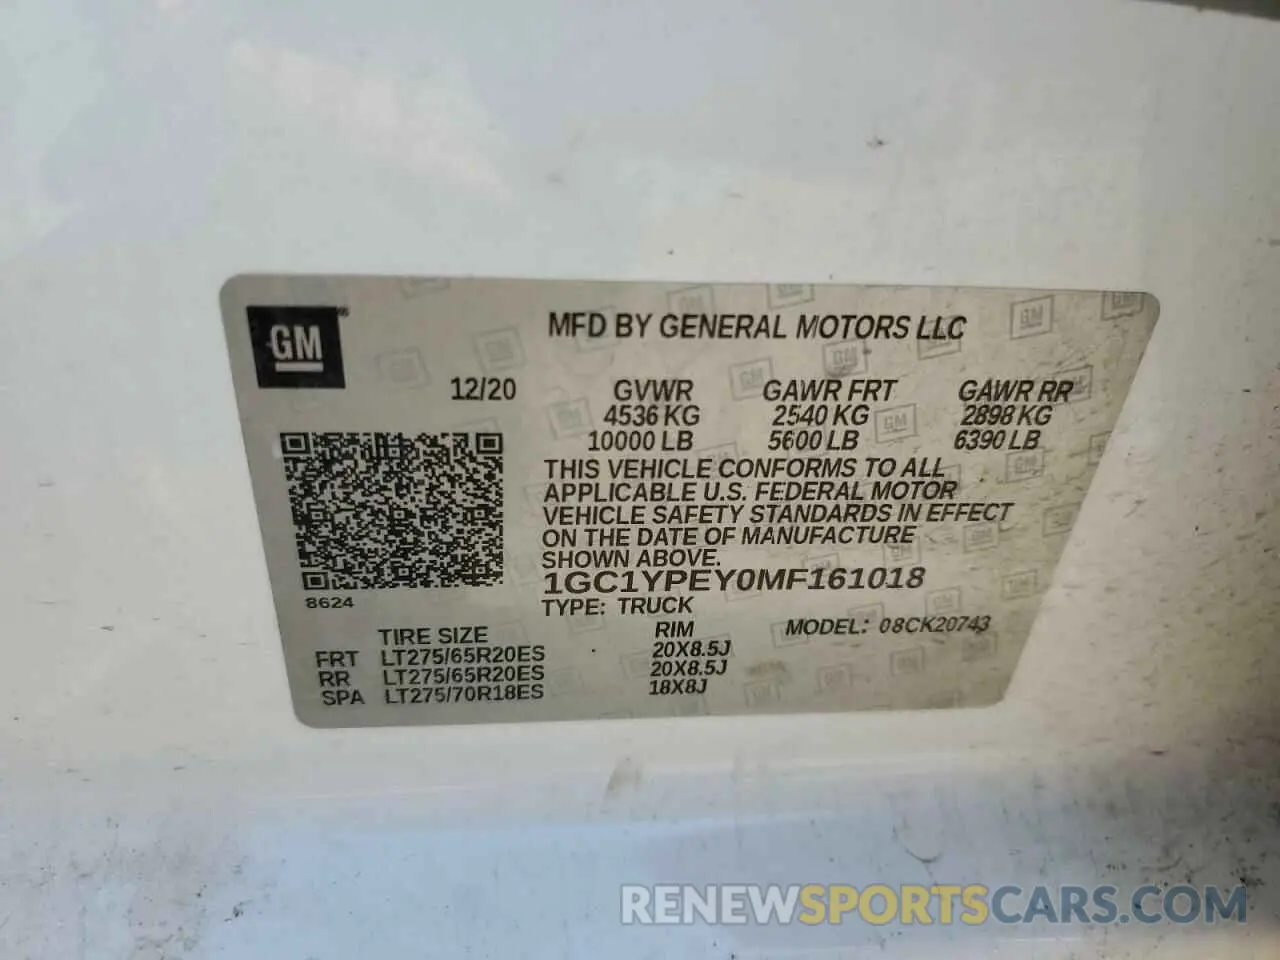 GM
MFD BY GENERAL MOTORS LLC
12/20 GVWR GAWR FRT GAWR RR
4536 KG 2540 KG 2898 KG
10000 LB 5600 LB 6390 LB
THIS VEHICLE CONFORMS TO ALL
APPLICABLE U.S. FEDERAL MOTOR
VEHICLE SAFETY STANDARDS IN EFFECT
ON THE DATE OF MANUFACTURE
SHOWN ABOVE.
1GC1YPEY0MF161018
8624
TYPE: TRUCK
MODEL: 08CK20743
TIRE SIZE RIM
FRT LT275/65R20ES 20X8.5J
RR LT275/65R20ES 20X8.5J
SPA LT275/70R18ES 18X8J
RENEWSPORTSCARS.COM